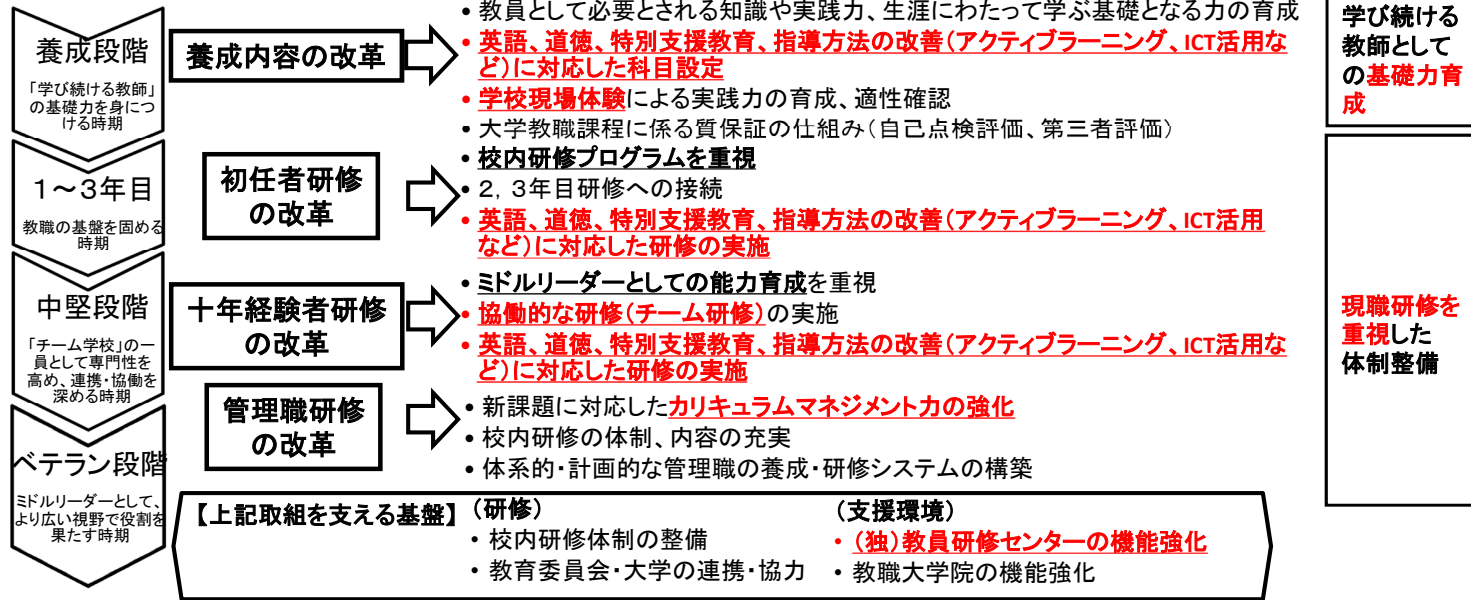 養成段階
「学び続ける教師」
の基礎力を身につ
ける時期
養成内容の改革
• 教員として必要とされる知識や実践力、生涯にわたって学ぶ基礎となる力の育成
• 英語、道徳、特別支援教育、指導方法の改善(アクティブラーニング、ICT活用な
ど)に対応した科目設定
• 学校現場体験による実践力の育成、適性確認
• 大学教職課程に係る質保証の仕組み(自己点検評価、第三者評価)
学び続ける
教師として
の基礎力育
成
1~3年目
教職の基盤を固める
時期
初任者研修
の改革
• 校内研修プログラムを重視
• 2,3年目研修への接続
• 英語、道徳、特別支援教育、指導方法の改善(アクティブラーニング、ICT活用
など)に対応した研修の実施
中堅段階
「チーム学校」の一
員として専門性を
高め、連携・協働を
深める時期
十年経験者研修
の改革
• ミドルリーダーとしての能力育成を重視
• 協働的な研修(チーム研修)の実施
• 英語、道徳、特別支援教育、指導方法の改善(アクティブラーニング、ICT活用な
ど)に対応した研修の実施
現職研修を
重視した
体制整備
ベテラン段階
ミドルリーダーとして、
より広い視野で役割を
果たす時期
管理職研修
の改革
• 新課題に対応したカリキュラムマネジメント力の強化
• 校内研修の体制、内容の充実
• 体系的・計画的な管理職の養成・研修システムの構築
【上記取組を支える基盤】
(研修)
• 校内研修体制の整備
• 教育委員会・大学の連携・協力
(支援環境)
• (独)教員研修センターの機能強化
• 教職大学院の機能強化